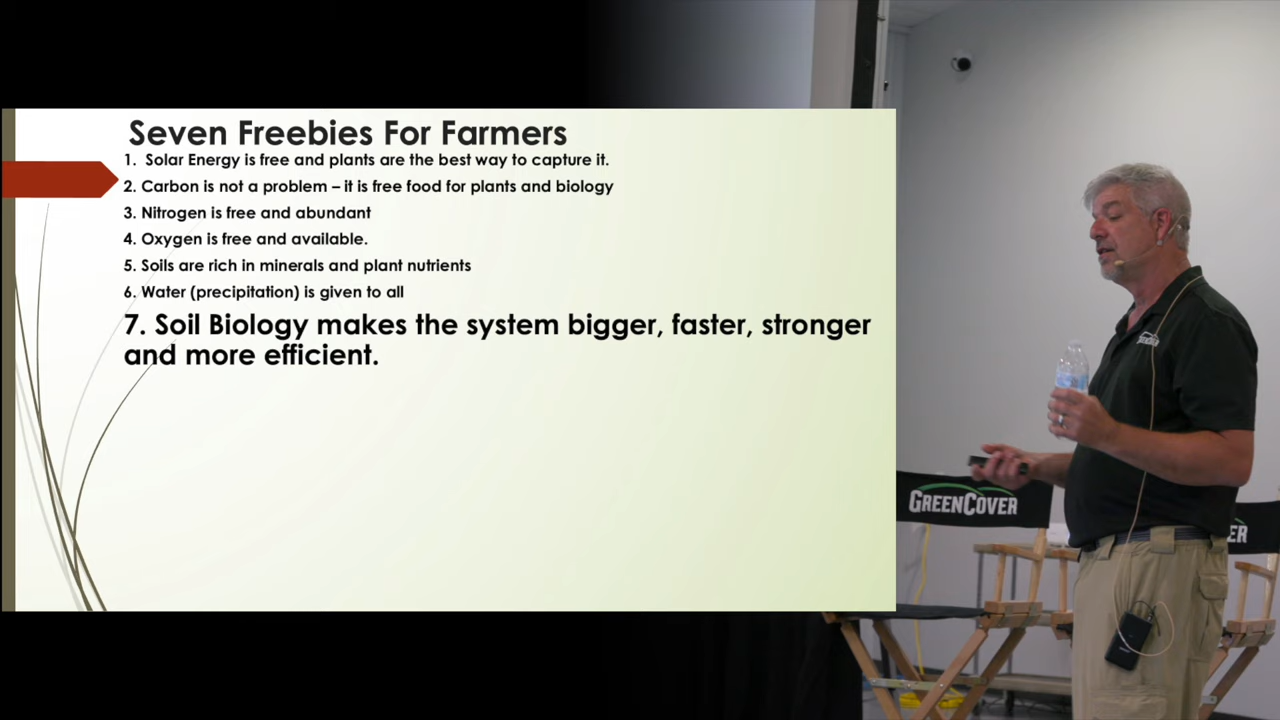 Seven Freebies For Farmers
1. Solar Energy is free and plants are the best way to capture it.
2. Carbon is not a problem – it is free food for plants and biology
3. Nitrogen is free and abundant
4. Oxygen is free and available.
5. Soils are rich in minerals and plant nutrients
6. Water (precipitation) is given to all
7. Soil Biology makes the system bigger, faster, stronger
and more efficient.
GREENCOVER
ER